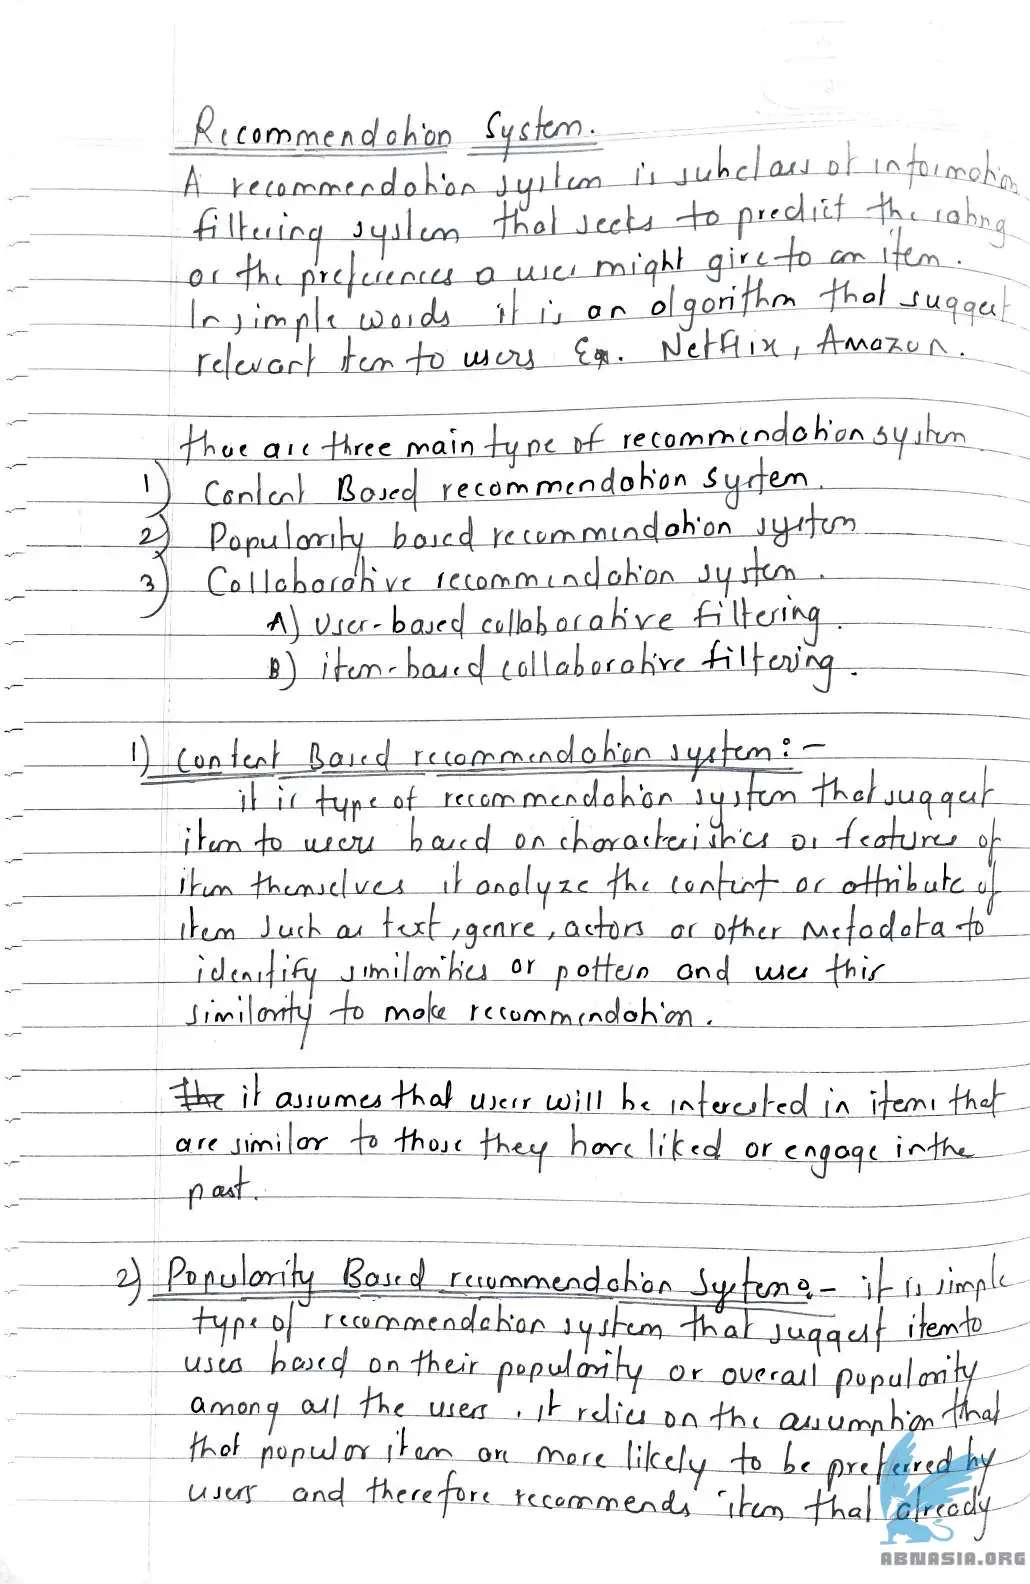 Recommendation System.
A recommendation system is subclass of information
filtering system that seeks to predict the rating
or the preferences a user might give to an item.
In simple words it is an algorithm that suggest
relevant item to users Ex. Netflix, Amazon.
there are three main type of recommendation system
1) Content Based recommendation system.
2) Popularity based recommendation system
3) Collaborative recommendation system.
A) User-based collaborative filtering.
B) item-based collaborative filtering.
1) Content Based recommendation system:-
it is type of recommendation system that suggest
item to users based on characteristics or features of
item themselves it analyze the content or attribute of
item such as text, genre, actors or other metadata to
identify similarities or pattern and uses this
similarity to make recommendation.
the it assumes that users will be interested in items that
are similar to those they have liked or engage in the
past.
2) Popularity Based recommendation System:- it is simple
type of recommendation system that suggest item to
uses based on their popularity or overall popularity
among all the users. it relies on the assumption that
that popular item are more likely to be preferred by
users and therefore recommends item that already
ABNASIA.ORG